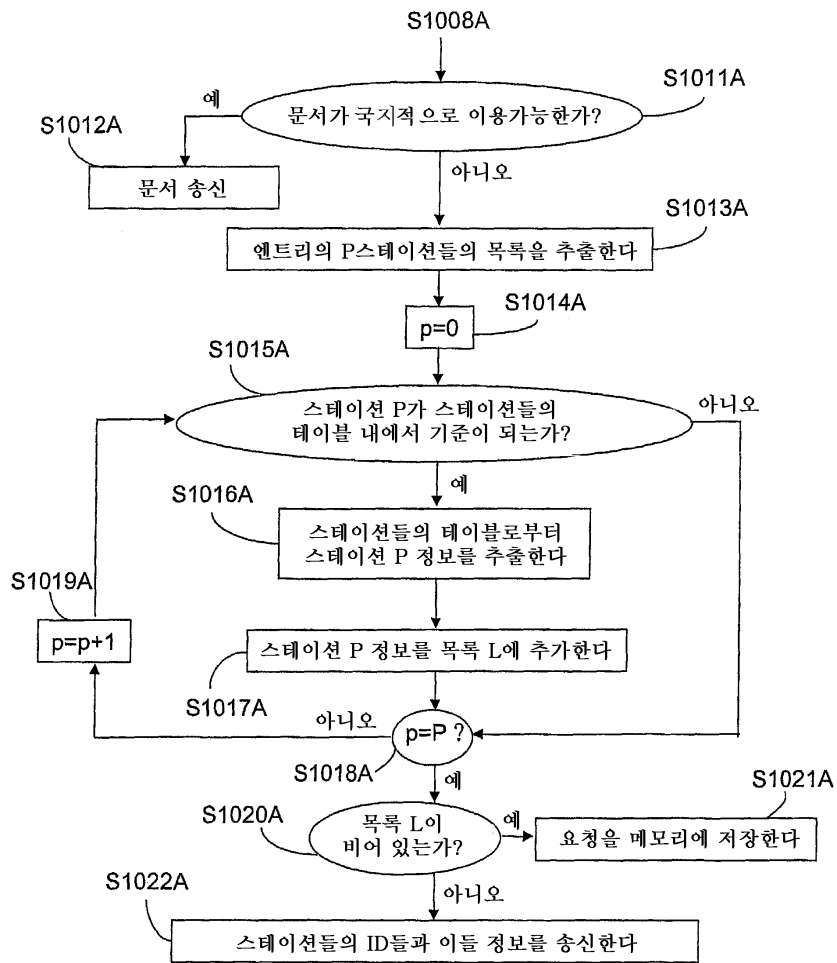 S1008A
S1011A
예
문서가 국지적으로 이용가능한가?
S1012A
아니오
문서 송신
S1013A
엔트리의 P스테이션들의 목록을 추출한다
S1014A
p=0
S1015A
스테이션 P가 스테이션들의
테이블 내에서 기준이 되는가?
아니오
예
S1016A
스테이션들의 테이블로부터
스테이션 P 정보를 추출한다
S1019A
p=p+1
스테이션 P 정보를 목록 L에 추가한다
S1017A
아니오
p=P ?
S1018A
예
S1021A
S1020A
목록 L이
비어 있는가?
예
요청을 메모리에 저장한다
S1022A
아니오
스테이션들의 ID들과 이들 정보를 송신한다